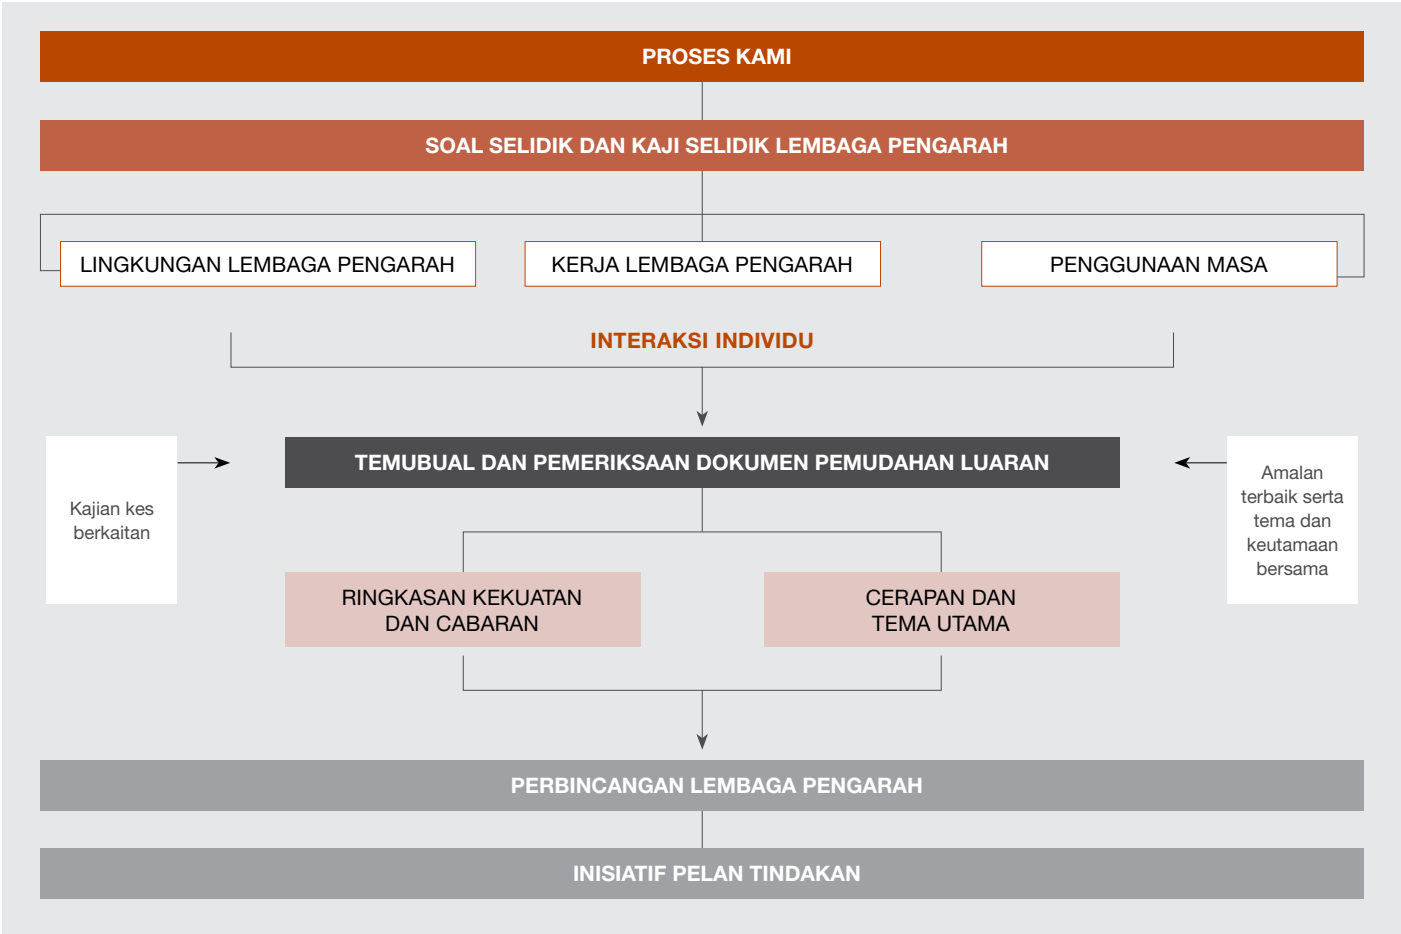 PROSES KAMI
SOAL SELIDIK DAN KAJI SELIDIK LEMBAGA PENGARAH
LINGKUNGAN LEMBAGA PENGARAH
KERJA LEMBAGA PENGARAH
PENGGUNAAN MASA
INTERAKSI INDIVIDU
Kajian kes
berkaitan
TEMUBUAL DAN PEMERIKSAAN DOKUMEN PEMUDAHAN LUARAN
Amalan
terbaik serta
tema dan
keutamaan
bersama
RINGKASAN KEKUATAN
DAN CABARAN
CERAPAN DAN
TEMA UTAMA
PERBINCANGAN LEMBAGA PENGARAH
INISIATIF PELAN TINDAKAN